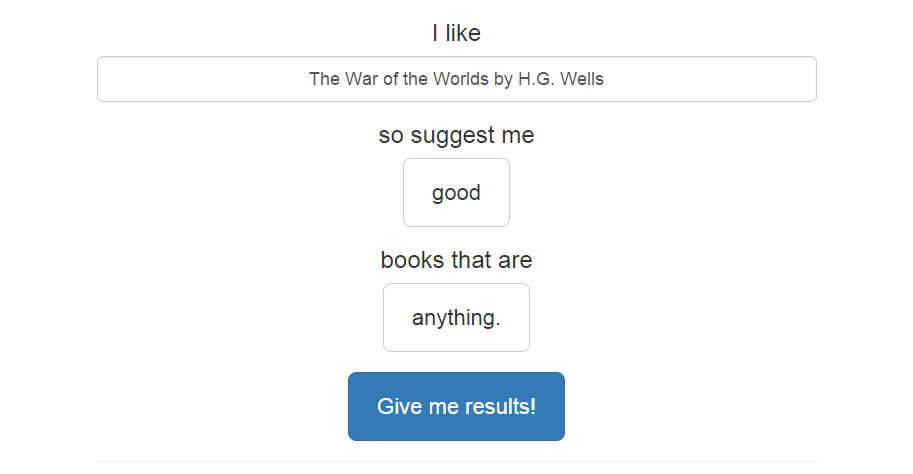 I like
The War of the Worlds by H.G. Wells
so suggest me
good
books that are
anything.
Give me results!